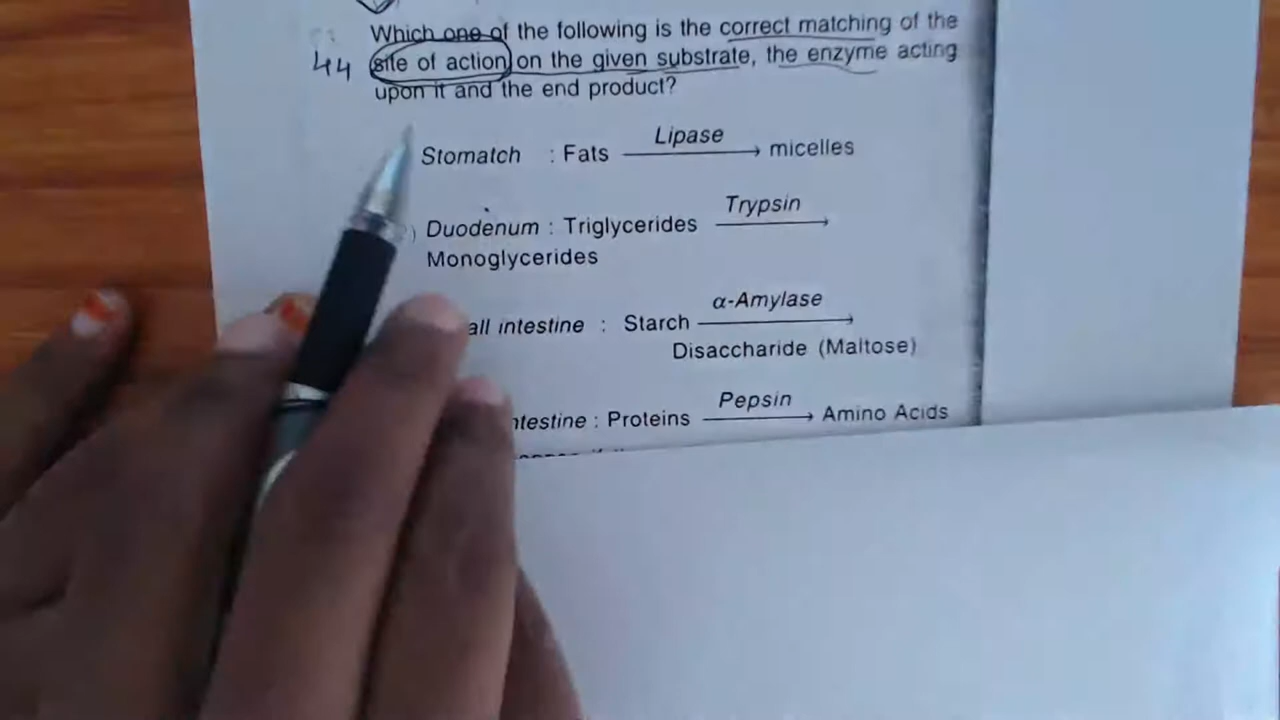 Which one of the following is the correct matching of the
44 site of action on the given substrate, the enzyme acting
upon it and the end product?
Lipase
Stomatch : Fats ⟶ micelles
Trypsin
) Duodenum : Triglycerides ⟶
Monoglycerides
α-Amylase
all intestine : Starch ⟶
Disaccharide (Maltose)
Pepsin
ntestine : Proteins ⟶ Amino Acids